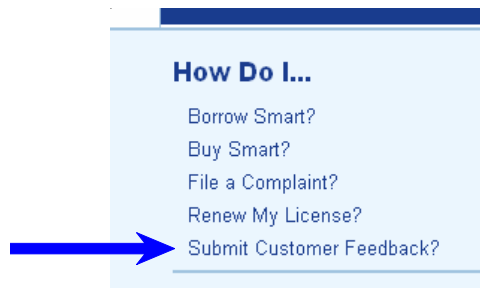 How Do I...
Borrow Smart?
Buy Smart?
File a Complaint?
Renew My License?
Submit Customer Feedback?